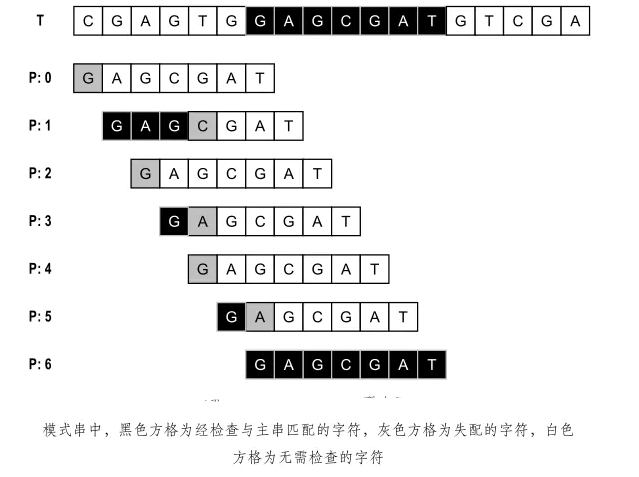 T C G A G T G G A G C G A T G T C G A
P: 0 G A G C G A T
P: 1 G A G C G A T
P: 2 G A G C G A T
P: 3 G A G C G A T
P: 4 G A G C G A T
P: 5 G A G C G A T
P: 6 G A G C G A T
模式串中，黑色方格为经检查与主串匹配的字符，灰色方格为失配的字符，白色
方格为无需检查的字符